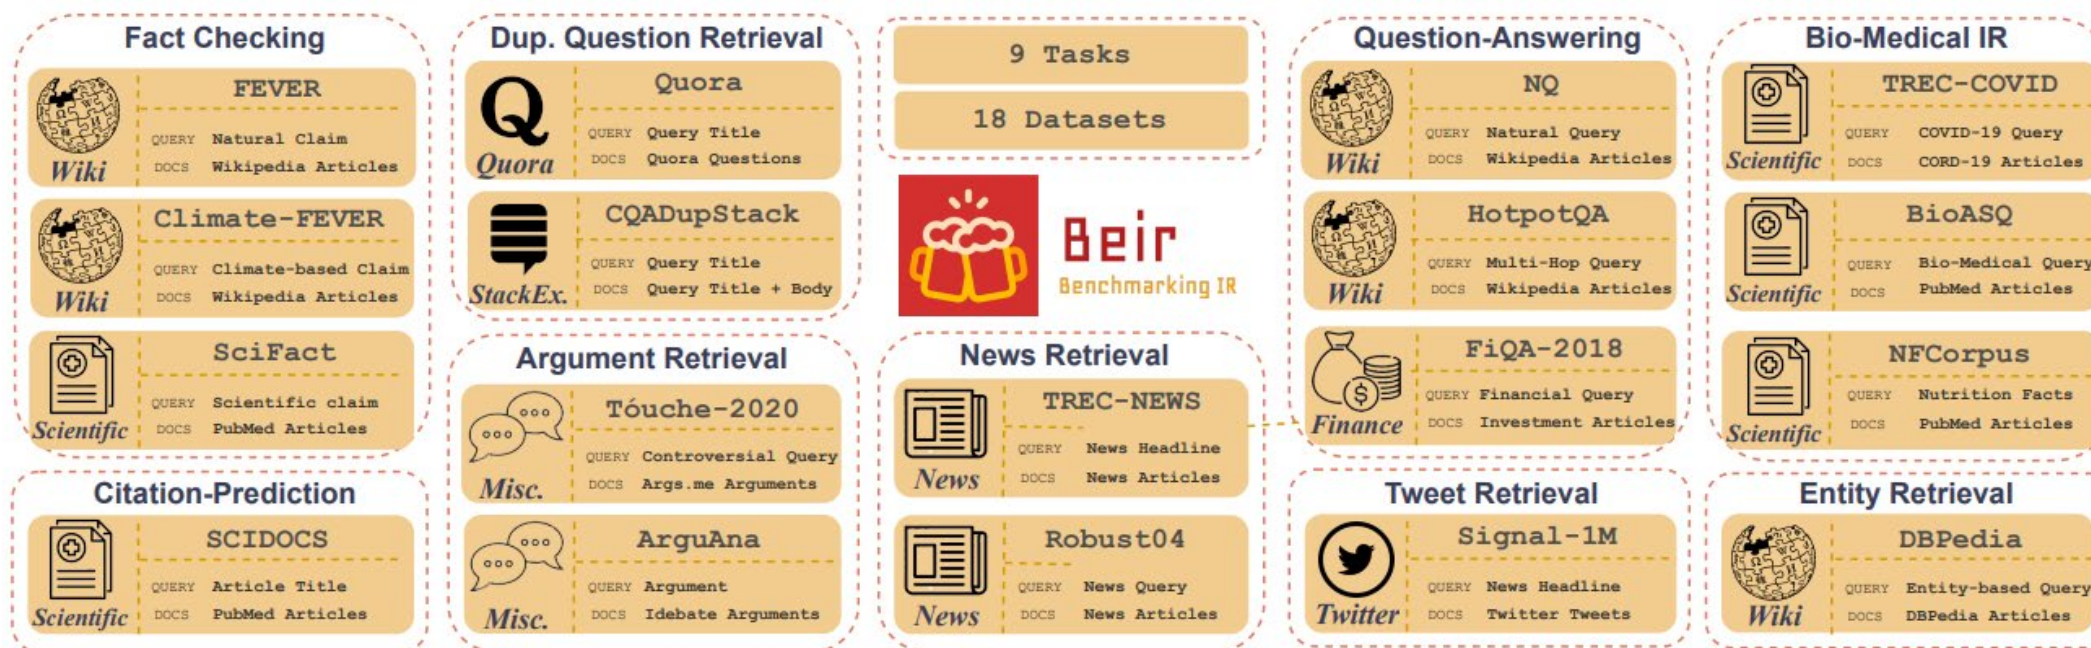 Fact Checking
FEVER
QUERY Natural Claim
DOCS Wikipedia Articles
Wiki
Climate-FEVER
QUERY Climate-based Claim
DOCS Wikipedia Articles
Wiki
SciFact
QUERY Scientific claim
DOCS PubMed Articles
Scientific
Citation-Prediction
SCIDOCS
QUERY Article Title
DOCS PubMed Articles
Scientific
Dup. Question Retrieval
Quora
QUERY Query Title
DOCS Quora Questions
Q
Quora
CQADupStack
QUERY Query Title
DOCS Query Title + Body
StackEx.
Argument Retrieval
Tóuche-2020
QUERY Controversial Query
DOCS Args.me Arguments
Misc.
ArguAna
QUERY Argument
DOCS Idebate Arguments
Misc.
9 Tasks
18 Datasets
Beir
Benchmarking IR
News Retrieval
TREC-NEWS
QUERY News Headline
DOCS News Articles
News
Robust04
QUERY News Query
DOCS News Articles
News
Question-Answering
NQ
QUERY Natural Query
DOCS Wikipedia Articles
Wiki
HotpotQA
QUERY Multi-Hop Query
DOCS Wikipedia Articles
Wiki
FiQA-2018
QUERY Financial Query
DOCS Investment Articles
$
Finance
Tweet Retrieval
Signal-1M
QUERY News Headline
DOCS Twitter Tweets
Twitter
Bio-Medical IR
TREC-COVID
QUERY COVID-19 Query
DOCS CORD-19 Articles
Scientific
BioASQ
QUERY Bio-Medical Query
DOCS PubMed Articles
Scientific
NFCorpus
QUERY Nutrition Facts
DOCS PubMed Articles
Scientific
Entity Retrieval
DBPedia
QUERY Entity-based Query
DOCS DBPedia Articles
Wiki